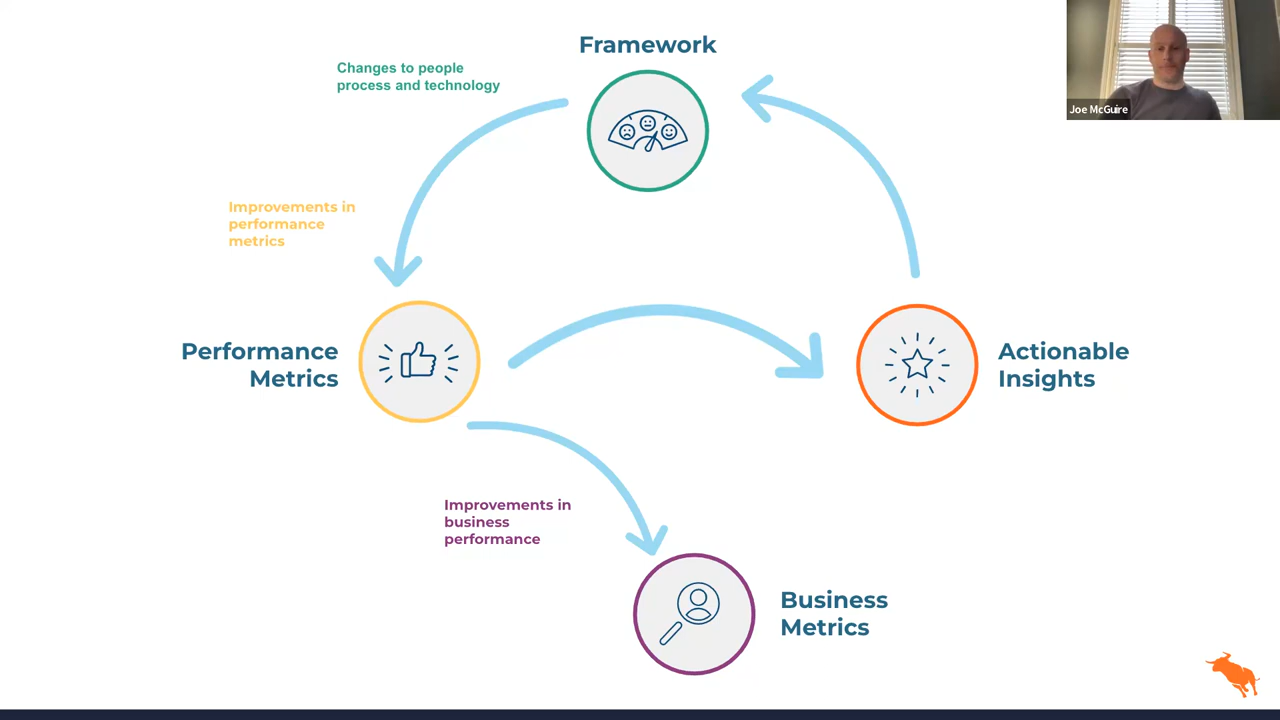 Framework
Changes to people
process and technology
Joe McGuire
Improvements in
performance
metrics
Performance
Metrics
Actionable
Insights
Improvements in
business
performance
Business
Metrics